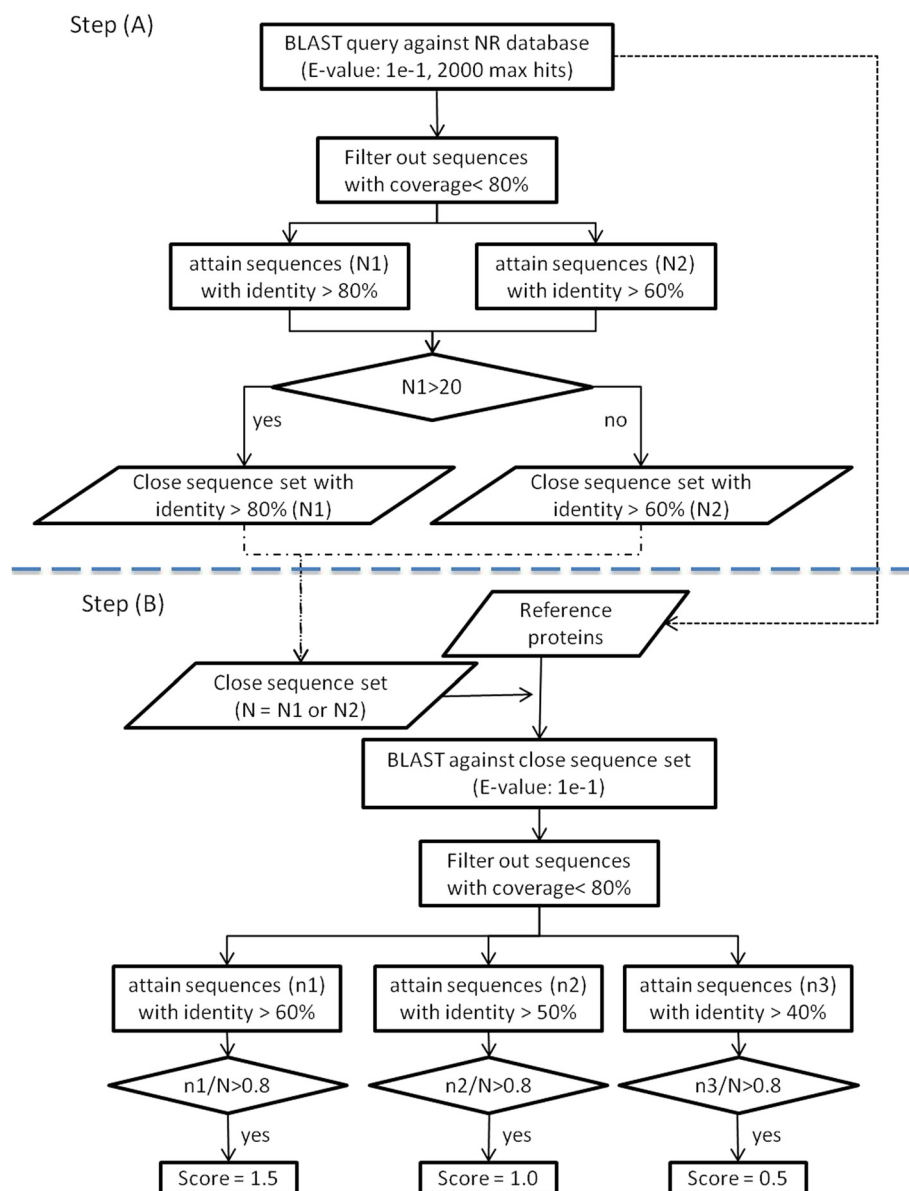 Step (A)
BLAST query against NR database
(E-value: 1e-1, 2000 max hits)
Filter out sequences
with coverage< 80%
attain sequences (N1)
with identity > 80%
attain sequences (N2)
with identity > 60%
N1>20
yes
no
Close sequence set with
identity > 80% (N1)
Close sequence set with
identity > 60% (N2)
Step (B)
Reference
proteins
Close sequence set
(N = N1 or N2)
BLAST against close sequence set
(E-value: 1e-1)
Filter out sequences
with coverage< 80%
attain sequences (n1)
with identity > 60%
attain sequences (n2)
with identity > 50%
attain sequences (n3)
with identity > 40%
n1/N>0.8
n2/N>0.8
n3/N>0.8
yes
yes
yes
Score = 1.5
Score = 1.0
Score = 0.5